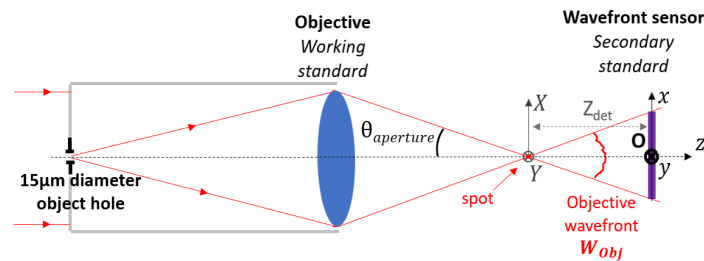 Objective
Working
standard
Wavefront sensor
Secondary
standard
θaperture
X
Zdet
x
O
z
Y
y
15µm diameter
object hole
spot
Objective
wavefront
WObj